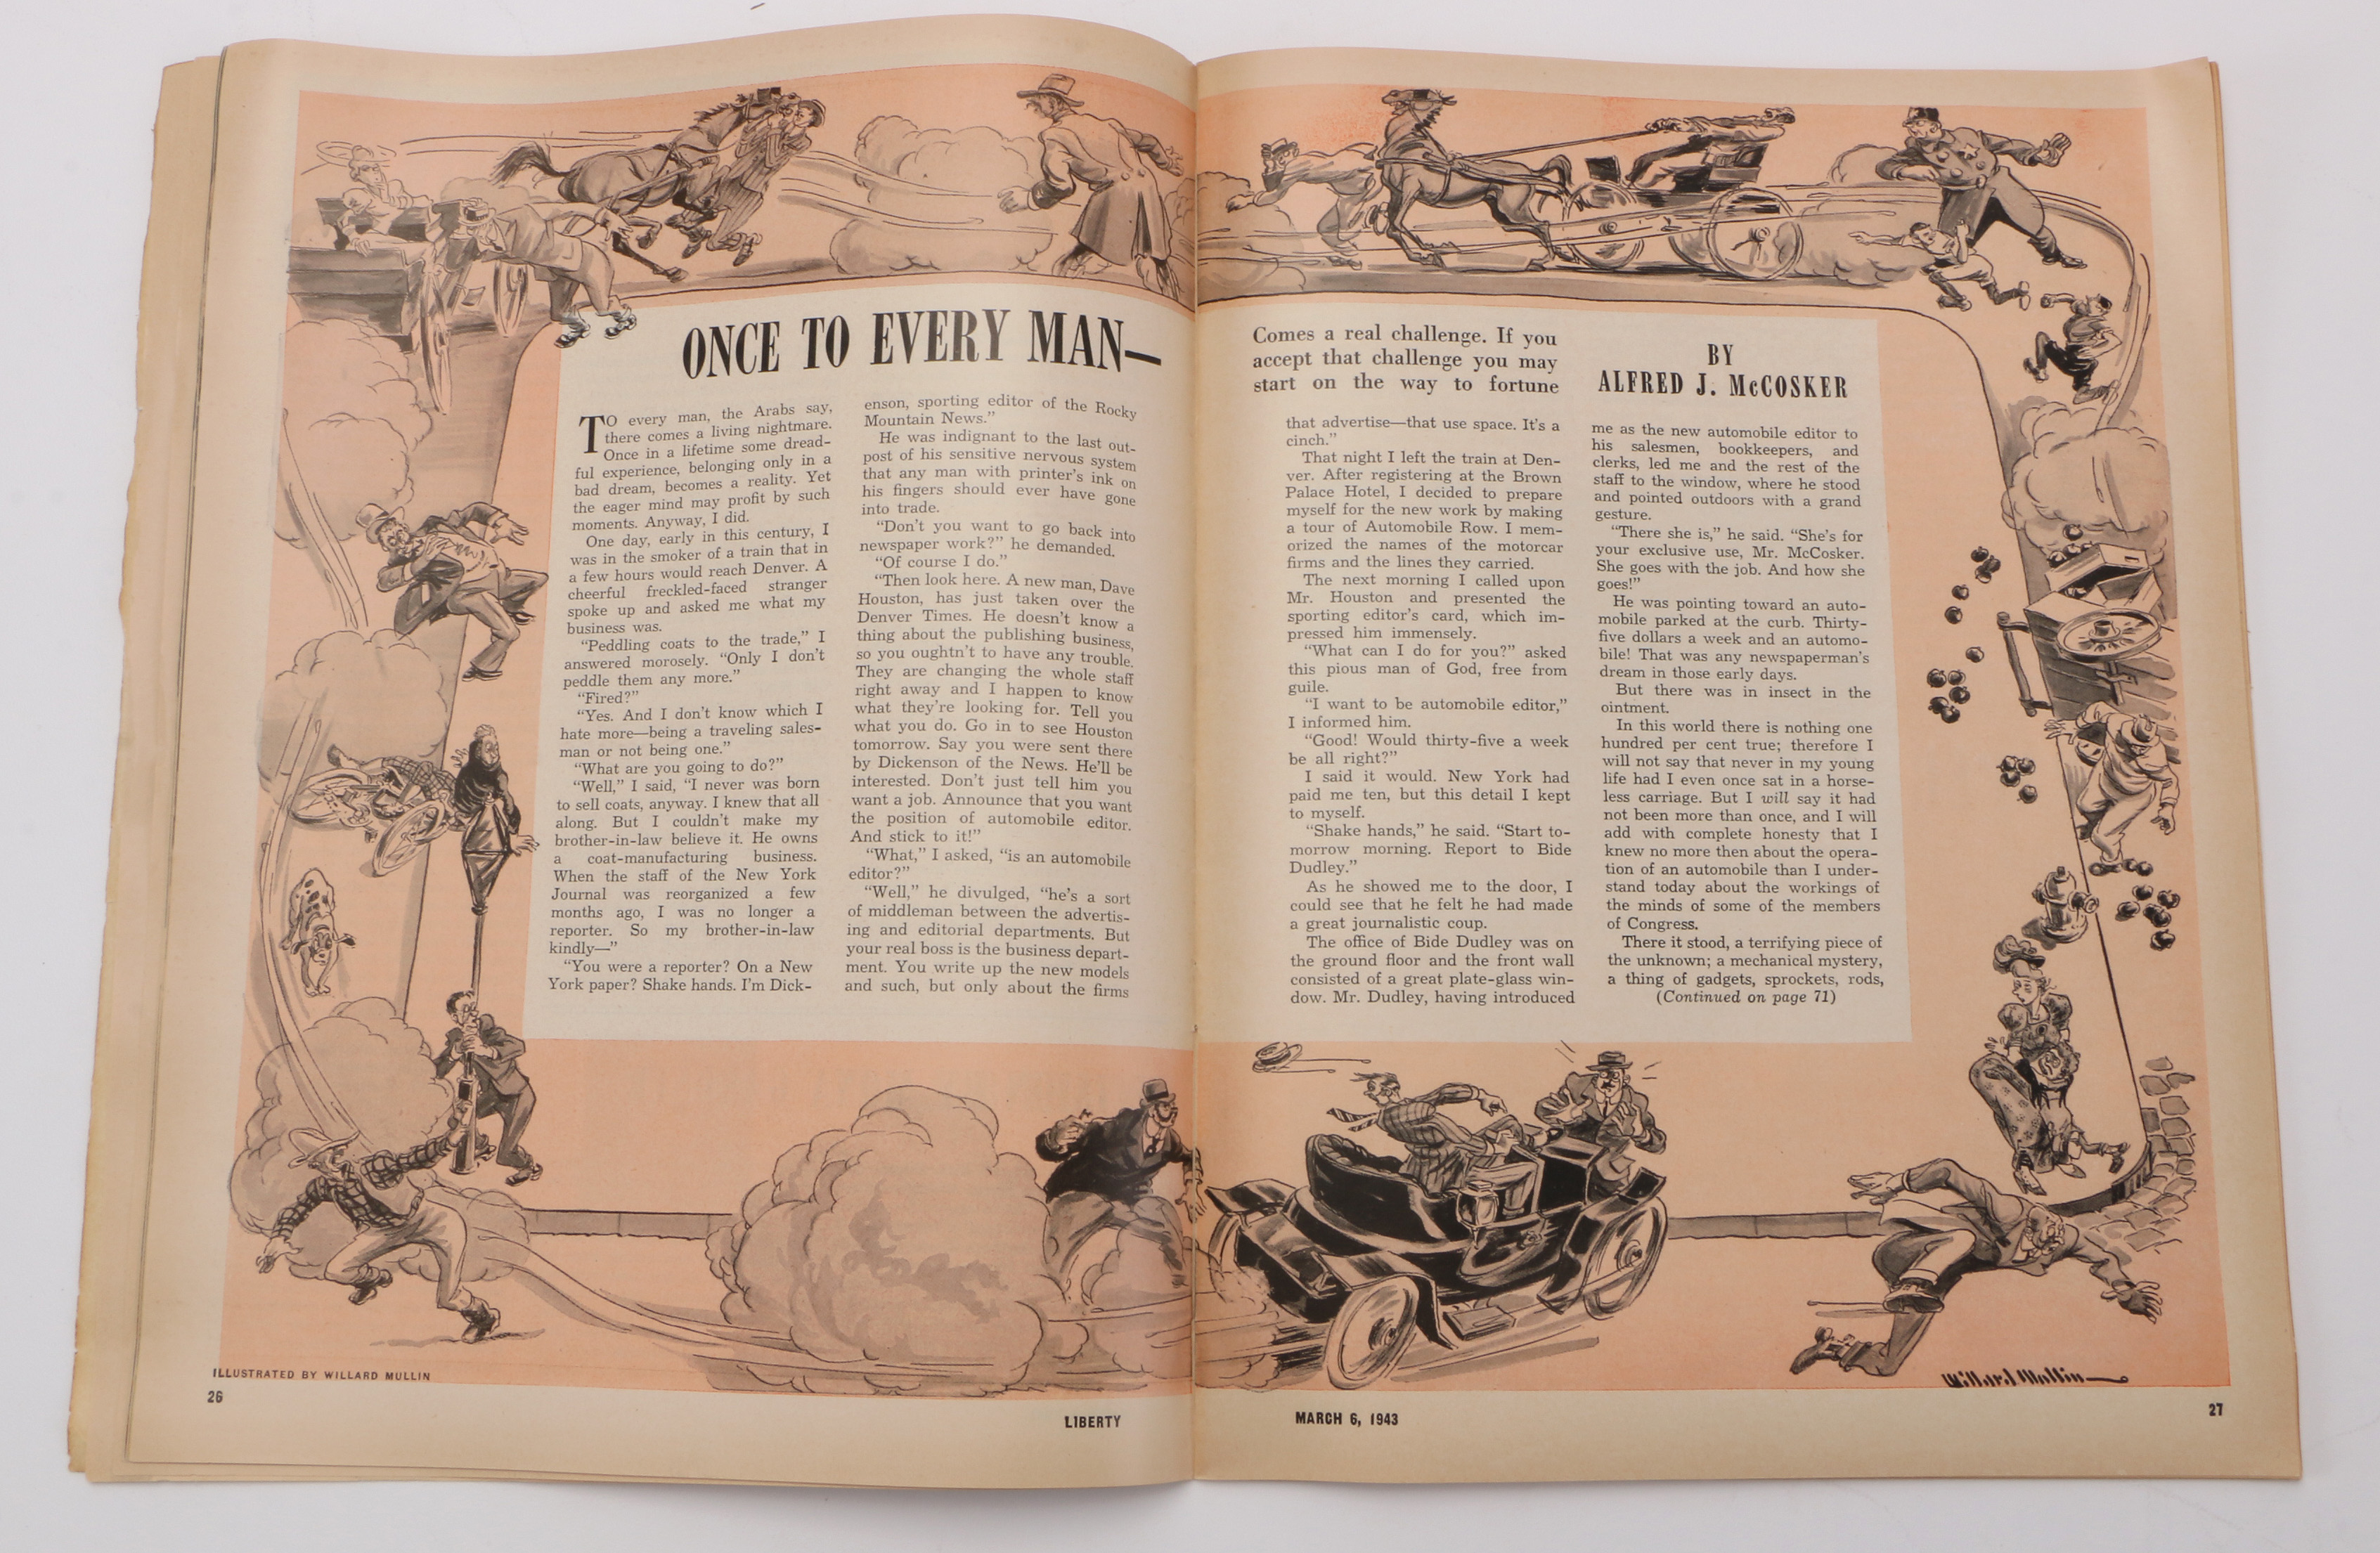 ONCE TO EVERY MAN—
TO every man, the Arabs say,
there comes a living nightmare.
Once in a lifetime some dread-
ful experience, belonging only in a
bad dream, becomes a reality. Yet
the eager mind may profit by such
moments. Anyway, I did.
One day, early in this century, I
was in the smoker of a train that in
a few hours would reach Denver. A
cheerful freckled-faced stranger
spoke up and asked me what my
business was.
"Peddling coats to the trade," I
answered morosely. "Only I don't
peddle them any more."
"Fired?"
"Yes. And I don't know which I
hate more—being a traveling sales-
man or not being one."
"What are you going to do?"
"Well," I said, "I never was born
to sell coats, anyway. I knew that all
along. But I couldn't make my
brother-in-law believe it. He owns
a coat-manufacturing business.
When the staff of the New York
Journal was reorganized a few
months ago, I was no longer a
reporter. So my brother-in-law
kindly—"
"You were a reporter? On a New
York paper? Shake hands. I'm Dick-
enson, sporting editor of the Rocky
Mountain News."
He was indignant to the last out-
post of his sensitive nervous system
that any man with printer's ink on
his fingers should ever have gone
into trade.
"Don't you want to go back into
newspaper work?" he demanded.
"Of course I do."
"Then look here. A new man, Dave
Houston, has just taken over the
Denver Times. He doesn't know a
thing about the publishing business,
so you oughtn't to have any trouble.
They are changing the whole staff
right away and I happen to know
what they're looking for. Tell you
what you do. Go in to see Houston
tomorrow. Say you were sent there
by Dickenson of the News. He'll be
interested. Don't just tell him you
want a job. Announce that you want
the position of automobile editor.
And stick to it!"
"What," I asked, "is an automobile
editor?"
"Well," he divulged, "he's a sort
of middleman between the advertis-
ing and editorial departments. But
your real boss is the business depart-
ment. You write up the new models
and such, but only about the firms
ILLUSTRATED BY WILLARD MULLIN
26
LIBERTY
Comes a real challenge. If you
accept that challenge you may
start on the way to fortune
BY
ALFRED J. McCOSKER
that advertise—that use space. It's a
cinch."
That night I left the train at Den-
ver. After registering at the Brown
Palace Hotel, I decided to prepare
myself for the new work by making
a tour of Automobile Row. I mem-
orized the names of the motorcar
firms and the lines they carried.
The next morning I called upon
Mr. Houston and presented the
sporting editor's card, which im-
pressed him immensely.
"What can I do for you?" asked
this pious man of God, free from
guile.
"I want to be automobile editor,"
I informed him.
"Good! Would thirty-five a week
be all right?"
I said it would. New York had
paid me ten, but this detail I kept
to myself.
"Shake hands," he said. "Start to-
morrow morning. Report to Bide
Dudley."
As he showed me to the door, I
could see that he felt he had made
a great journalistic coup.
The office of Bide Dudley was on
the ground floor and the front wall
consisted of a great plate-glass win-
dow. Mr. Dudley, having introduced
me as the new automobile editor to
his salesmen, bookkeepers, and
clerks, led me and the rest of the
staff to the window, where he stood
and pointed outdoors with a grand
gesture.
"There she is," he said. "She's for
your exclusive use, Mr. McCosker.
She goes with the job. And how she
goes!"
He was pointing toward an auto-
mobile parked at the curb. Thirty-
five dollars a week and an automo-
bile! That was any newspaperman's
dream in those early days.
But there was in insect in the
ointment.
In this world there is nothing one
hundred per cent true; therefore I
will not say that never in my young
life had I even once sat in a horse-
less carriage. But I will say it had
not been more than once, and I will
add with complete honesty that I
knew no more then about the opera-
tion of an automobile than I under-
stand today about the workings of
the minds of some of the members
of Congress.
There it stood, a terrifying piece of
the unknown; a mechanical mystery,
a thing of gadgets, sprockets, rods,
(Continued on page 71)
Willard Mullin
MARCH 6, 1943
27